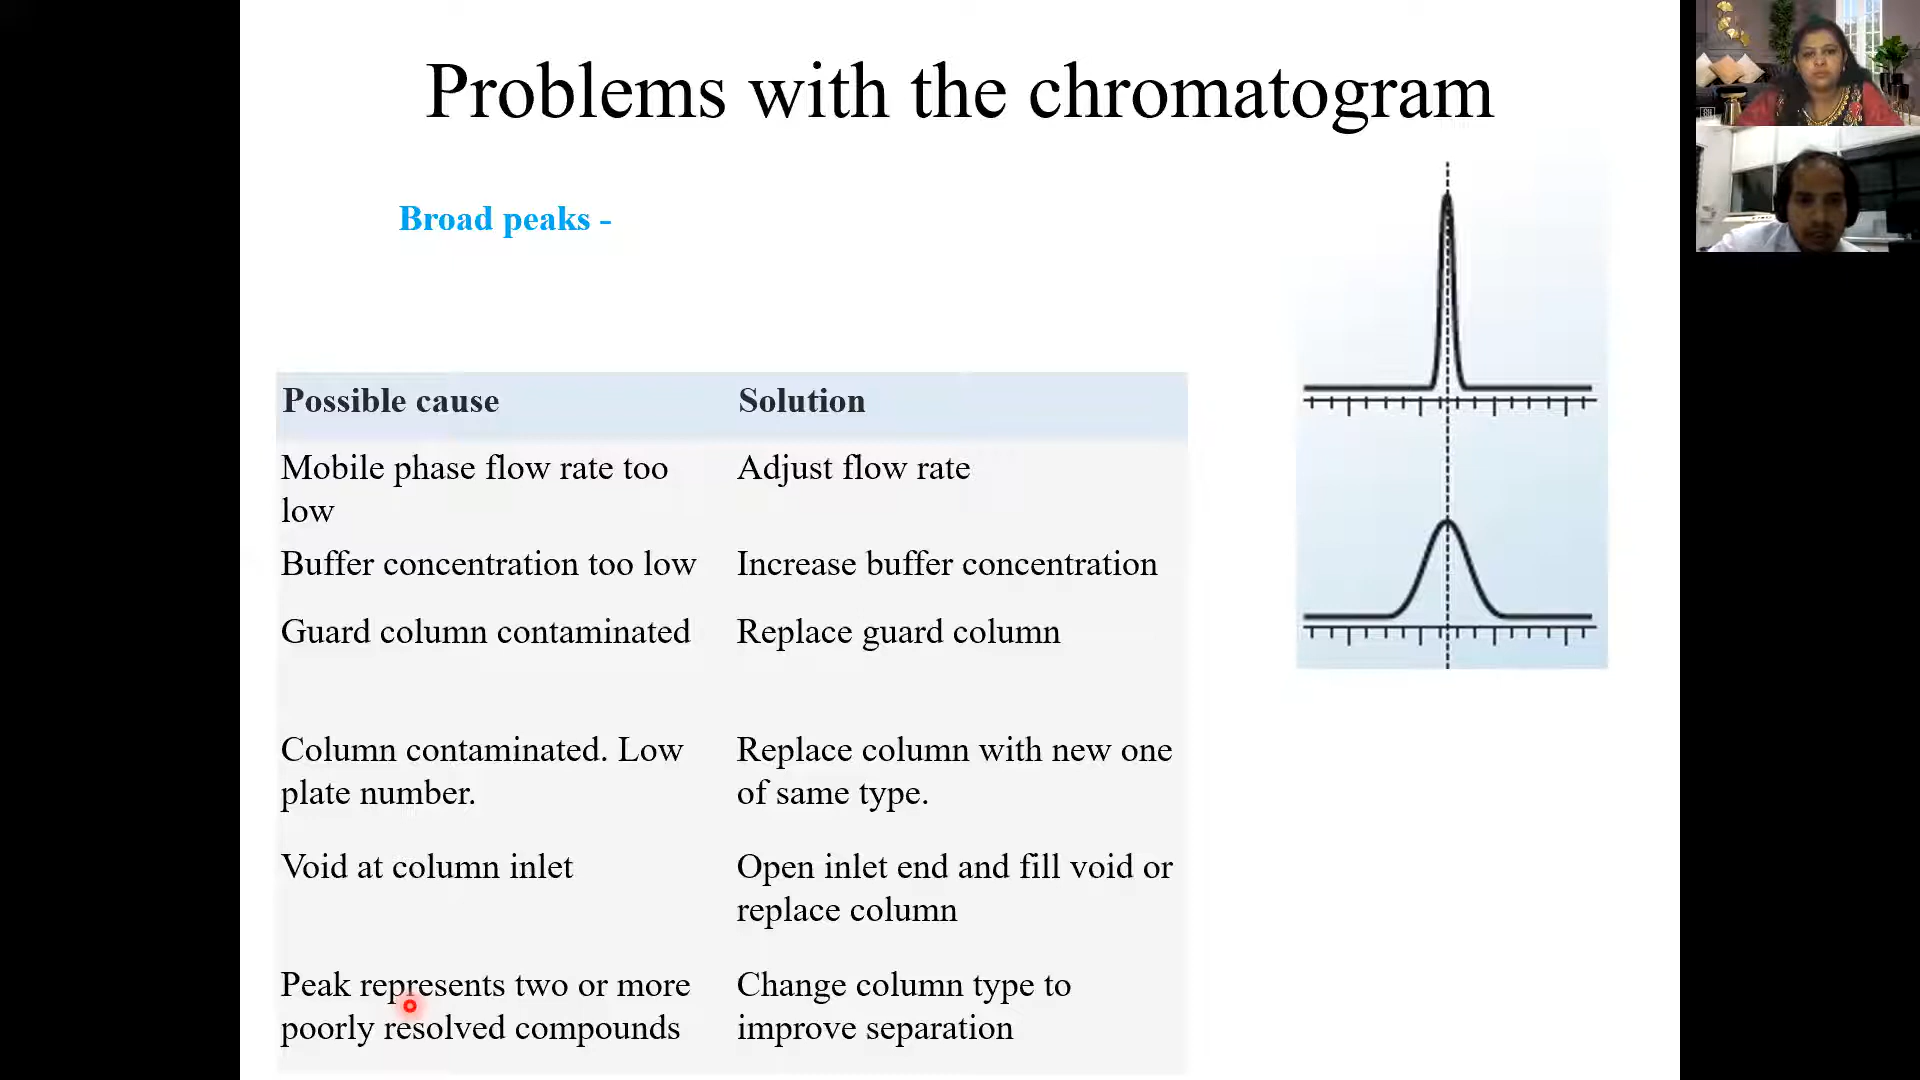 Problems with the chromatogram
Broad peaks -
Possible cause
Solution
Mobile phase flow rate too
low
Adjust flow rate
Buffer concentration too low
Increase buffer concentration
Guard column contaminated
Replace guard column
Column contaminated. Low
plate number.
Replace column with new one
of same type.
Void at column inlet
Open inlet end and fill void or
replace column
Peak represents two or more
poorly resolved compounds
Change column type to
improve separation